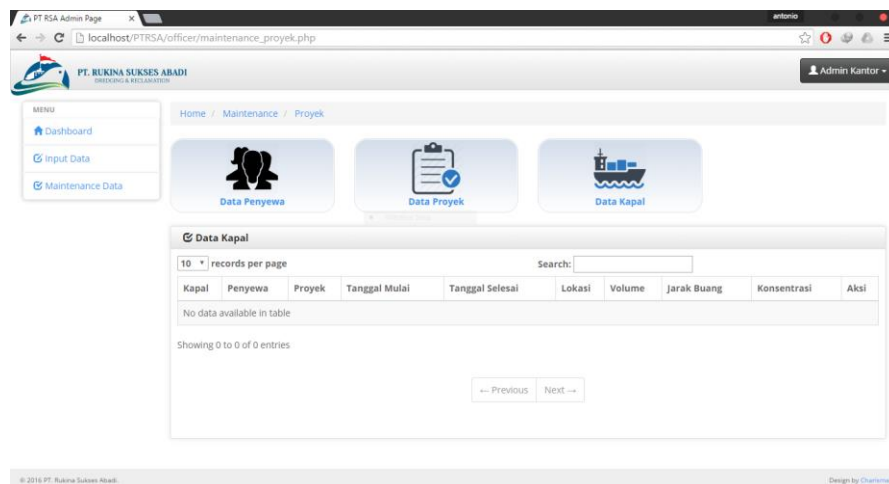 PT RSA Admin Page
antonio
localhost/PTRSA/officer/maintenance_proyek.php
PT. RUKINA SUKSES ABADI
DREDGING & RECLAMATION
Admin Kantor
MENU
Dashboard
Input Data
Maintenance Data
Home / Maintenance / Proyek
Data Penyewa
Data Proyek
Data Kapal
Data Kapal
10 records per page
Search:
Kapal Penyewa Proyek Tanggal Mulai Tanggal Selesai Lokasi Volume Jarak Buang Konsentrasi Aksi
No data available in table
Showing 0 to 0 of 0 entries
← Previous Next →
© 2016 PT. Rukina Sukses Abadi
Design by Charisma